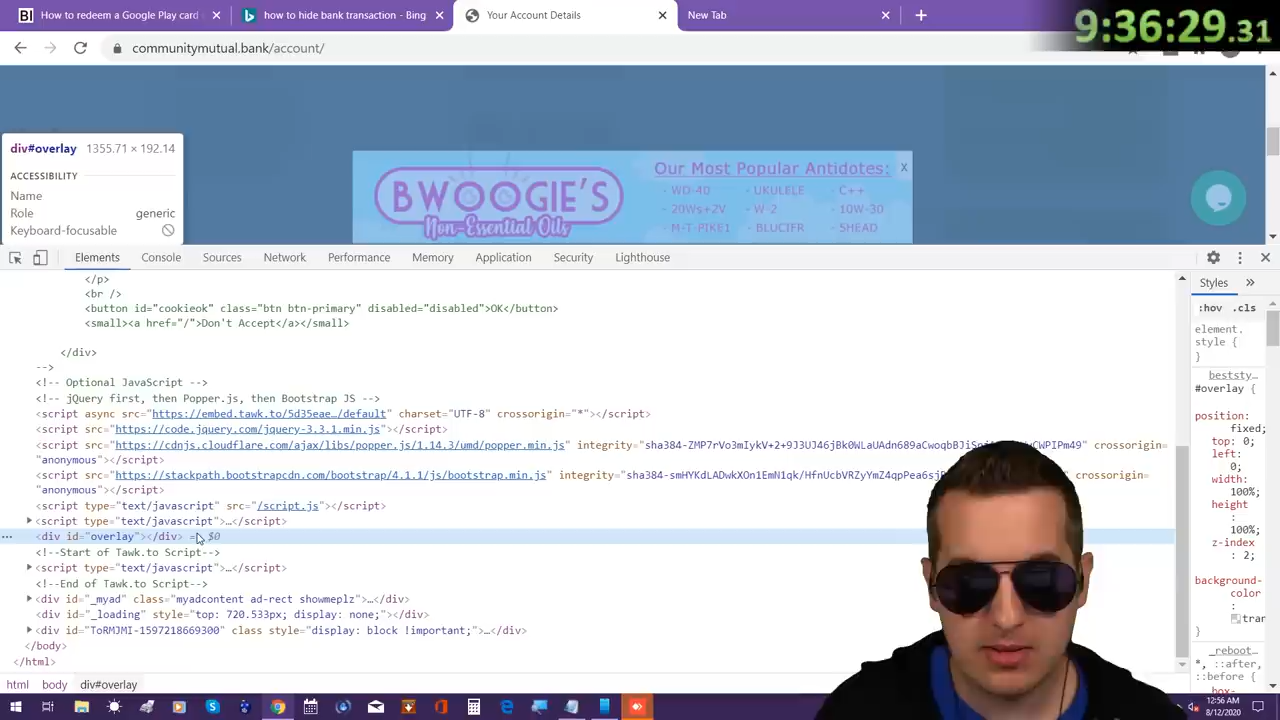 How to redeem a Google Play card
how to hide bank transaction - Bing
Your Account Details
New Tab
9:36:29.31
communitymutual.bank/account/
div#overlay 1355.71 × 192.14
ACCESSIBILITY
Name
Role generic
Keyboard-focusable
BWOOGIE'S
Non-Essential Oils
Our Most Popular Antidotes: X
- WD-40 - UKULELE - C++
- 20Ws+2V - W-2 - 10W-30
- M-T-PIKE1 - BLUCIFR - SHEAD
Elements Console Sources Network Performance Memory Application Security Lighthouse
</p>
<br />
<button id="cookieok" class="btn btn-primary" disabled="disabled">OK</button>
<small><a href="/">Don't Accept</a></small>
</div>
-->
<!-- Optional JavaScript -->
<!-- jQuery first, then Popper.js, then Bootstrap JS -->
<script async src="https://embed.tawk.to/5d35eae…/default" charset="UTF-8" crossorigin="*"></script>
<script src="https://code.jquery.com/jquery-3.3.1.min.js"></script>
<script src="https://cdnjs.cloudflare.com/ajax/libs/popper.js/1.14.3/umd/popper.min.js" integrity= crossorigin=
"anonymous"></script>
<script src="https://stackpath.bootstrapcdn.com/bootstrap/4.1.1/js/bootstrap.min.js" integrity= crossorigin=
"anonymous"></script>
<script type="text/javascript" src="/script.js"></script>
<script type="text/javascript">…</script>
<div id="overlay"></div> == $0
<!--Start of Tawk.to Script-->
<script type="text/javascript">…</script>
<!--End of Tawk.to Script-->
<div id="_myad" class="myadcontent ad-rect showmeplz">…</div>
<div id="_loading" style="top: 720.533px; display: none;"></div>
<div id="ToRMJMI-1597218669300" class style="display: block !important;">…</div>
</body>
</html>
html body div#overlay
Styles
:hov .cls
element.
style {
}
beststy…
#overlay {
position:
fixed;
top: 0;
left:
0;
width:
100%;
height:
100%;
z-index:
2;
background-
color
:
tran
}
_reboot…
*, ::after,
::before {
box-
12:56 AM
8/12/2020